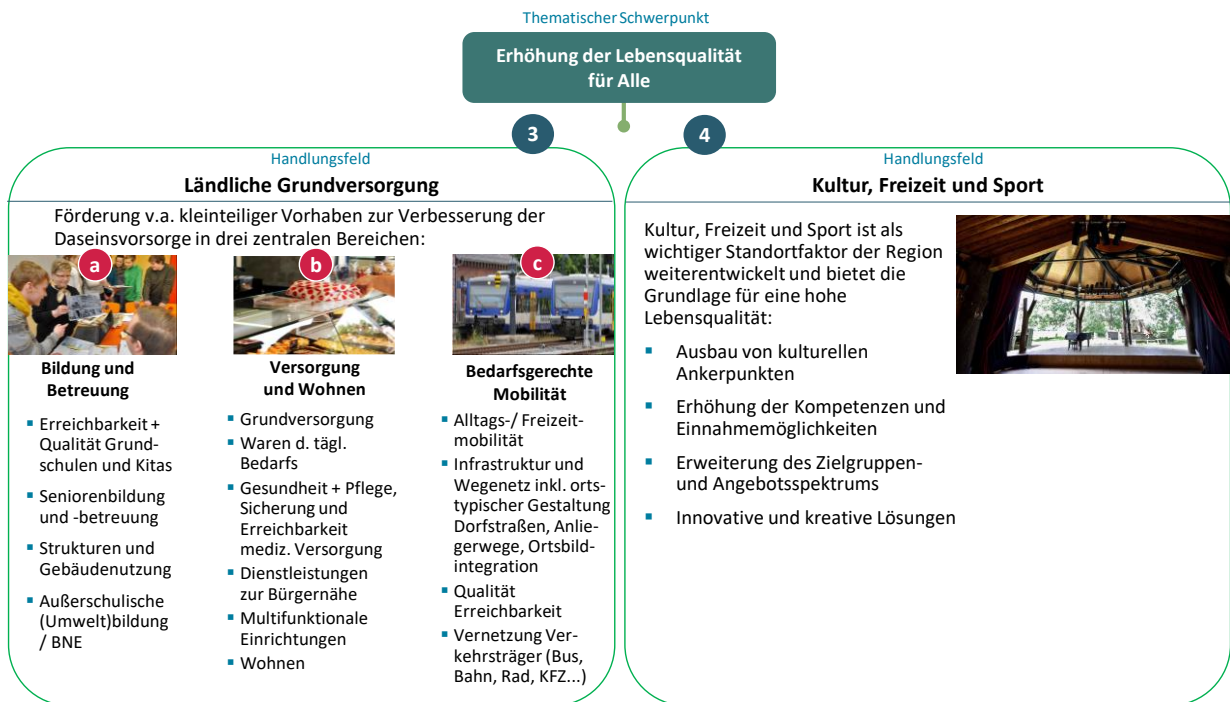 Thematischer Schwerpunkt
Erhöhung der Lebensqualität
für Alle
3
Handlungsfeld
Ländliche Grundversorgung
Förderung v.a. kleinteiliger Vorhaben zur Verbesserung der
Daseinsvorsorge in drei zentralen Bereichen:
a
Bildung und
Betreuung
Erreichbarkeit +
Qualität Grund-
schulen und Kitas
Seniorenbildung
und -betreuung
Strukturen und
Gebäudenutzung
Außerschulische
(Umwelt)bildung
/ BNE
b
Versorgung
und Wohnen
Grundversorgung
Waren d. tägl.
Bedarfs
Gesundheit + Pflege,
Sicherung und
Erreichbarkeit
mediz. Versorgung
Dienstleistungen
zur Bürgernähe
Multifunktionale
Einrichtungen
Wohnen
c
Bedarfsgerechte
Mobilität
Alltags-/ Freizeit-
mobilität
Infrastruktur und
Wegenetz inkl. orts-
typischer Gestaltung
Dorfstraßen, Anlie-
gerwege, Ortsbild-
integration
Qualität
Erreichbarkeit
Vernetzung Ver-
kehrsträger (Bus,
Bahn, Rad, KFZ...)
4
Handlungsfeld
Kultur, Freizeit und Sport
Kultur, Freizeit und Sport ist als
wichtiger Standortfaktor der Region
weiterentwickelt und bietet die
Grundlage für eine hohe
Lebensqualität:
Ausbau von kulturellen
Ankerpunkten
Erhöhung der Kompetenzen und
Einnahmemöglichkeiten
Erweiterung des Zielgruppen-
und Angebotsspektrums
Innovative und kreative Lösungen